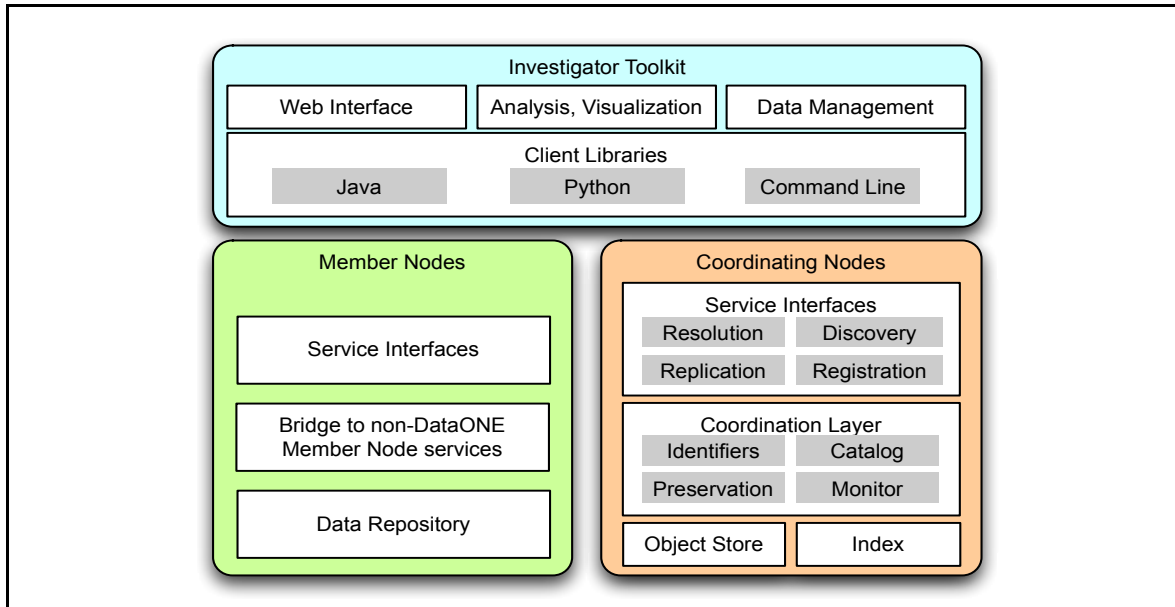 Investigator Toolkit
Web Interface
Analysis, Visualization
Data Management
Client Libraries
Java
Python
Command Line
Member Nodes
Service Interfaces
Bridge to non-DataONE
Member Node services
Data Repository
Coordinating Nodes
Service Interfaces
Resolution
Discovery
Replication
Registration
Coordination Layer
Identifiers
Catalog
Preservation
Monitor
Object Store
Index